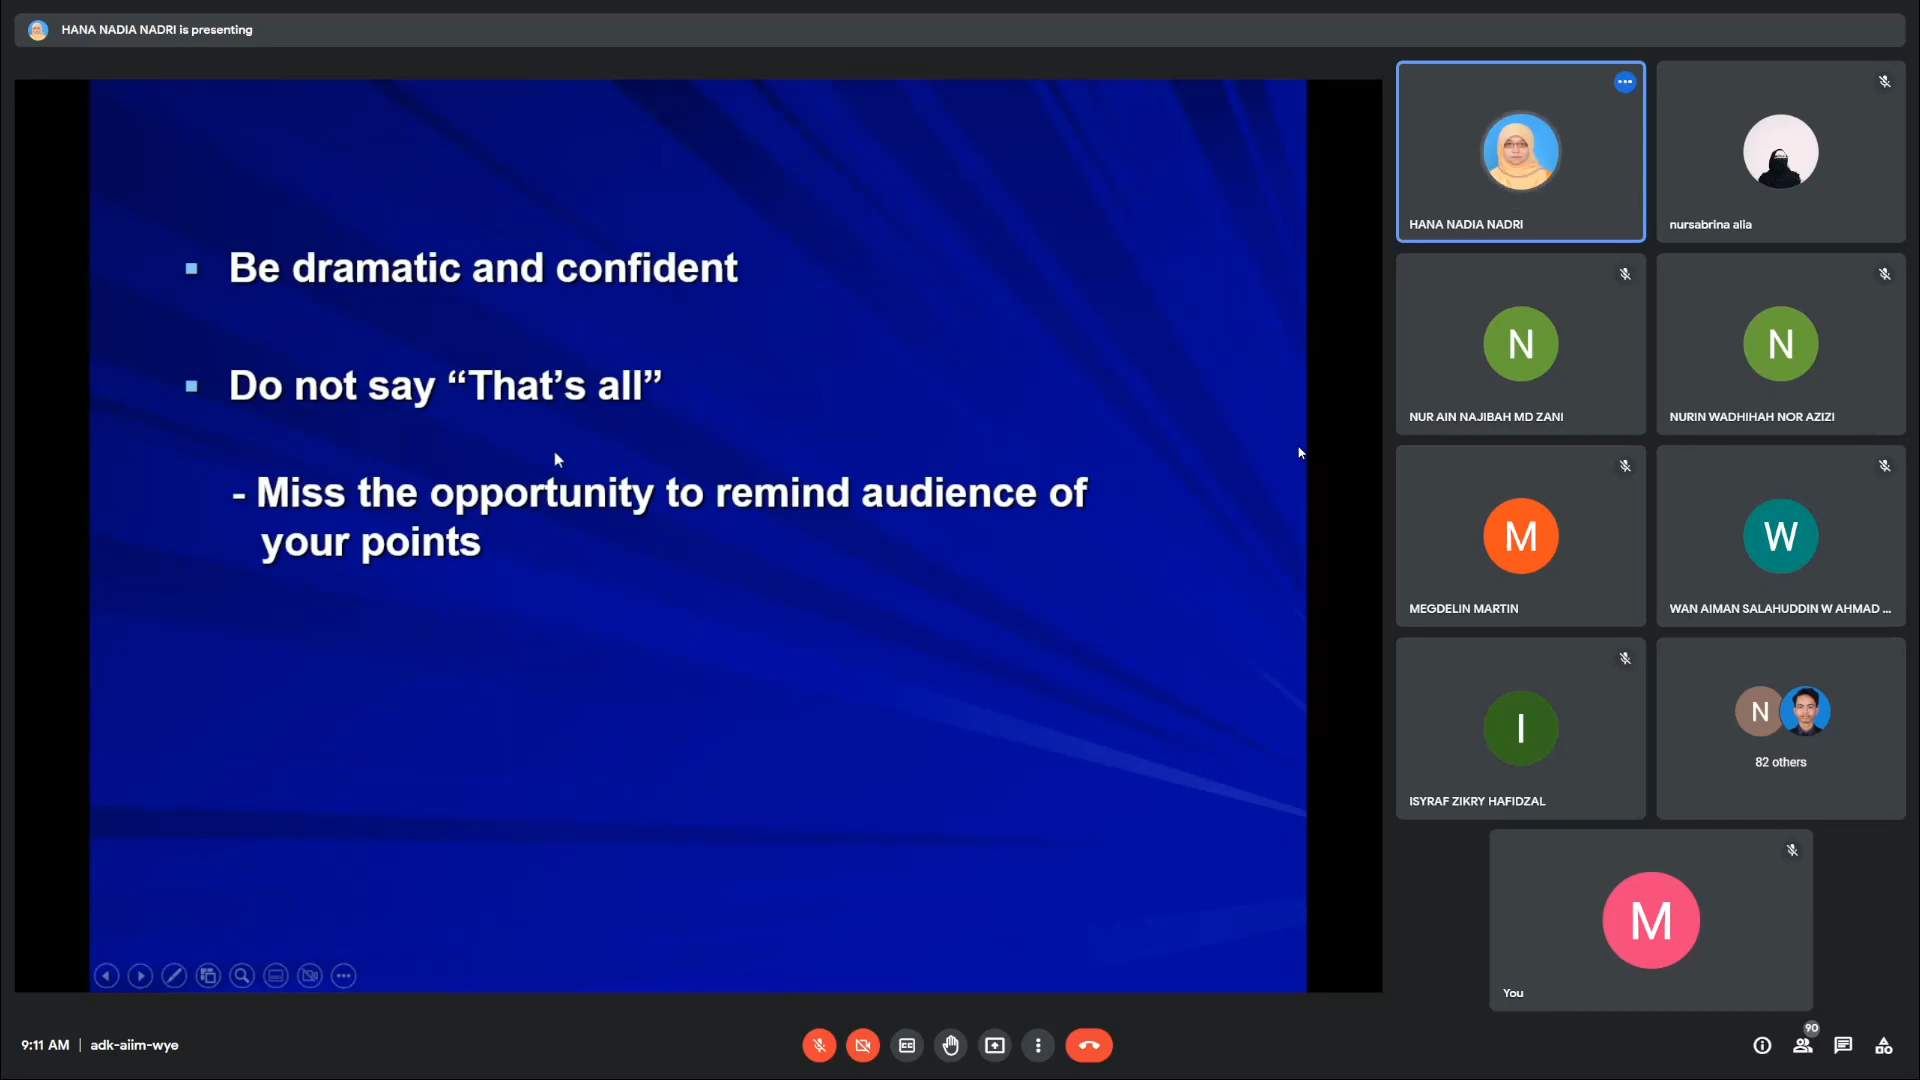 HANA NADIA NADRI is presenting
Be dramatic and confident
Do not say “That’s all”
- Miss the opportunity to remind audience of
your points
HANA NADIA NADRI
nursabrina alia
N
NUR AIN NAJIBAH MD ZANI
N
NURIN WADHIHAH NOR AZIZI
M
MEGDELIN MARTIN
W
WAN AIMAN SALAHUDDIN W AHMAD ...
I
ISYRAF ZIKRY HAFIDZAL
N
82 others
M
You
9:11 AM | adk-aiim-wye
90